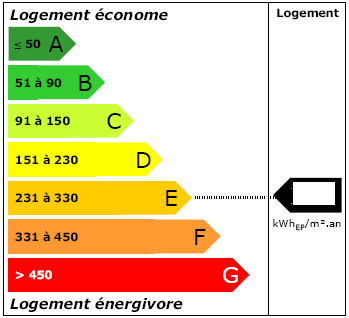 Logement économe
Logement
≤ 50 A
51 à 90 B
91 à 150 C
151 à 230 D
231 à 330 E
331 à 450 F
> 450 G
kWhEP/m².an
Logement énergivore